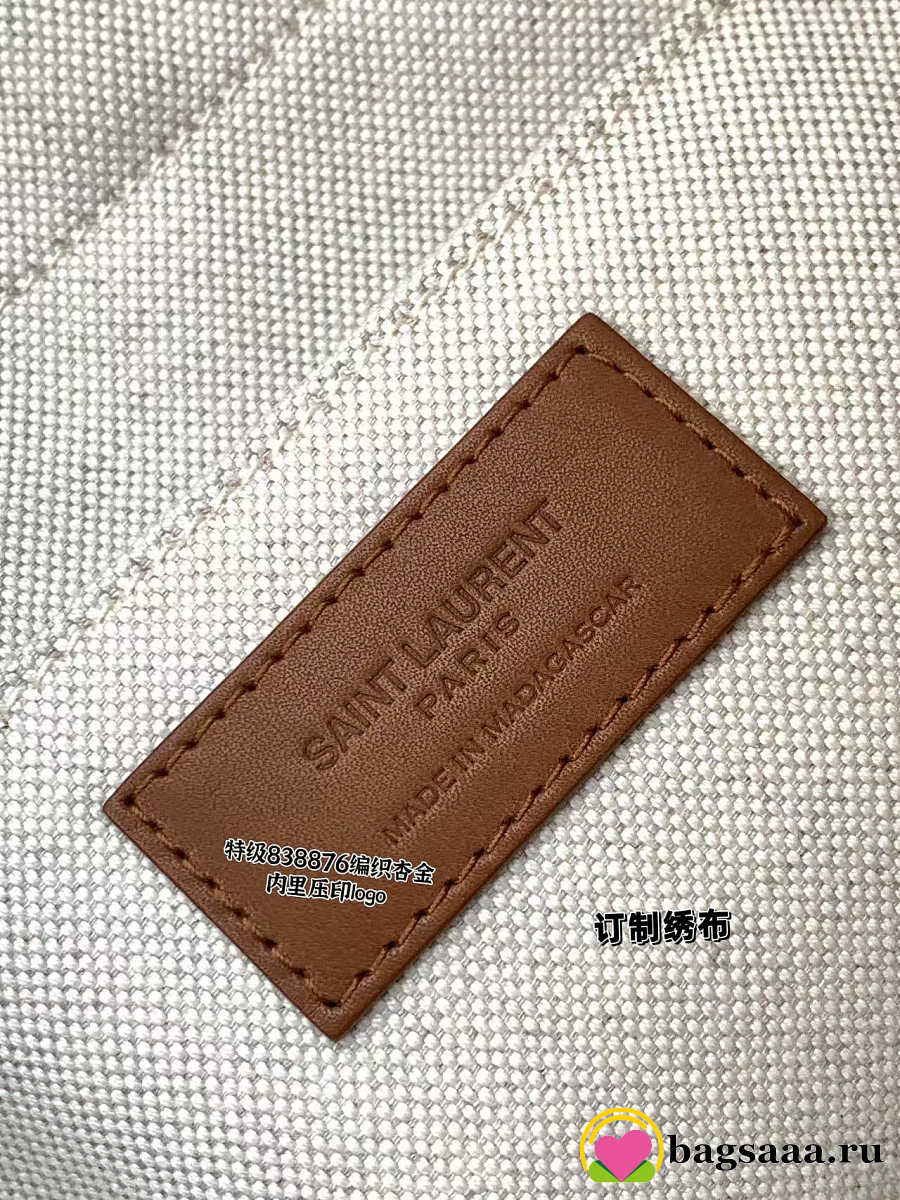 SAINT LAURENT
PARIS
MADE IN MADAGASCAR
特级838876编织杏金
内里压印logo
订制绣布
bagsaaa.ru